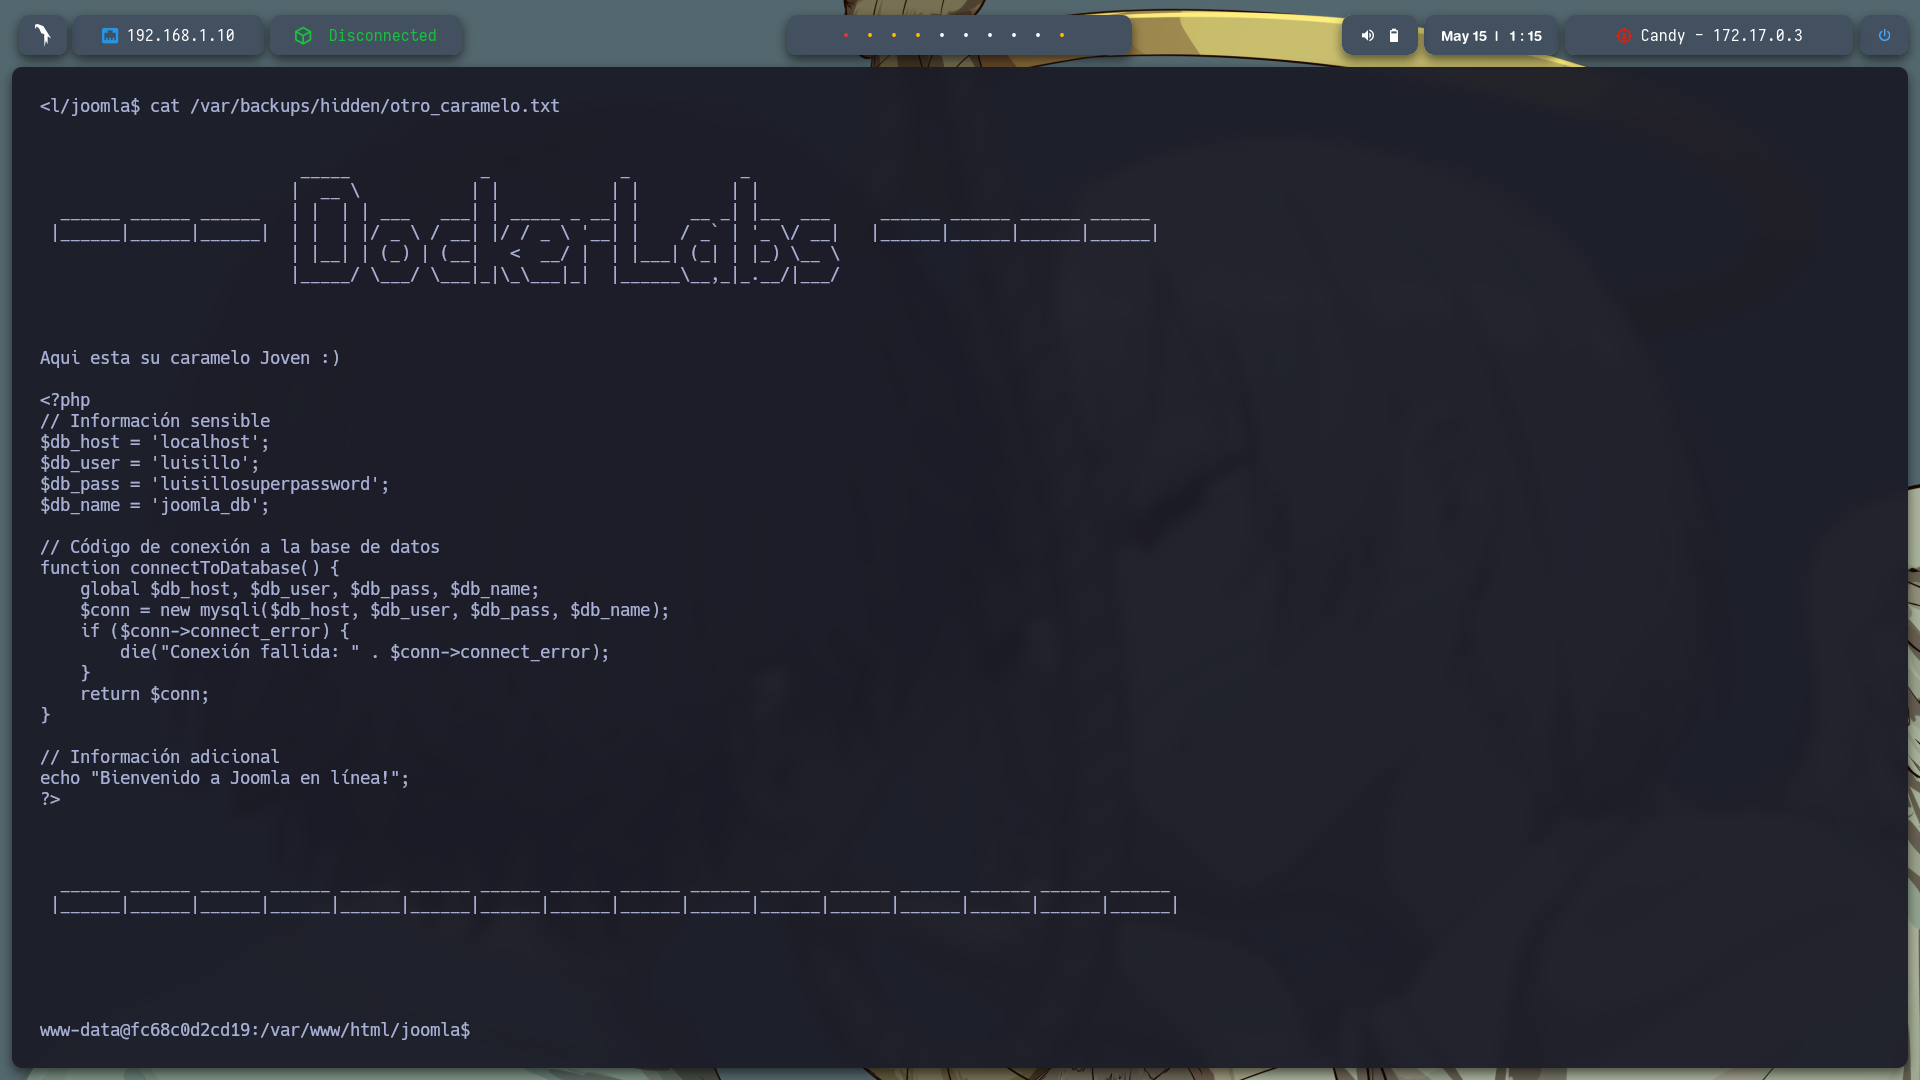 192.168.1.10
Disconnected
May 15 | 1:15
Candy - 172.17.0.3
<l/joomla$ cat /var/backups/hidden/otro_caramelo.txt
DockerLabs
Aqui esta su caramelo Joven :)
<?php
// Información sensible
$db_host = 'localhost';
$db_user = 'luisillo';
$db_pass = 'luisillosuperpassword';
$db_name = 'joomla_db';
// Código de conexión a la base de datos
function connectToDatabase() {
    global $db_host, $db_user, $db_pass, $db_name;
    $conn = new mysqli($db_host, $db_user, $db_pass, $db_name);
    if ($conn->connect_error) {
        die("Conexión fallida: " . $conn->connect_error);
    }
    return $conn;
}
// Información adicional
echo "Bienvenido a Joomla en línea!";
?>
www-data@fc68c0d2cd19:/var/www/html/joomla$